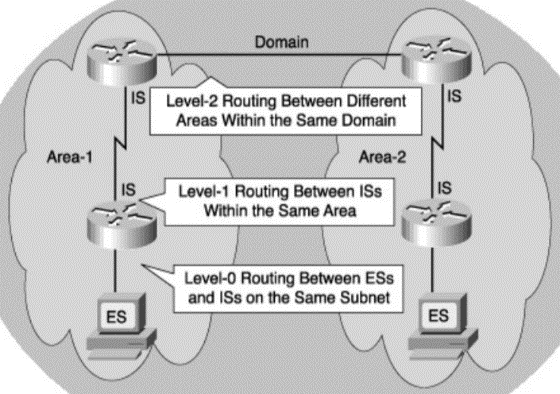 Domain
IS
IS
Level-2 Routing Between Different
Areas Within the Same Domain
Area-1
Area-2
IS
IS
Level-1 Routing Between ISs
Within the Same Area
Level-0 Routing Between ESs
and ISs on the Same Subnet
ES
ES